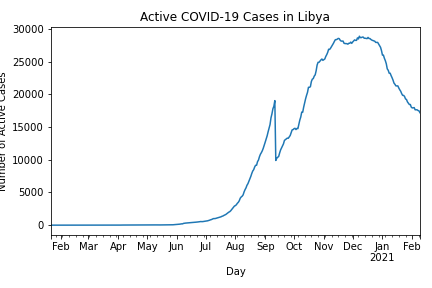 Active COVID-19 Cases in Libya
Number of Active Cases
30000
25000
20000
15000
10000
5000
0
Feb Mar Apr May Jun Jul Aug Sep Oct Nov Dec Jan Feb
2021
Day